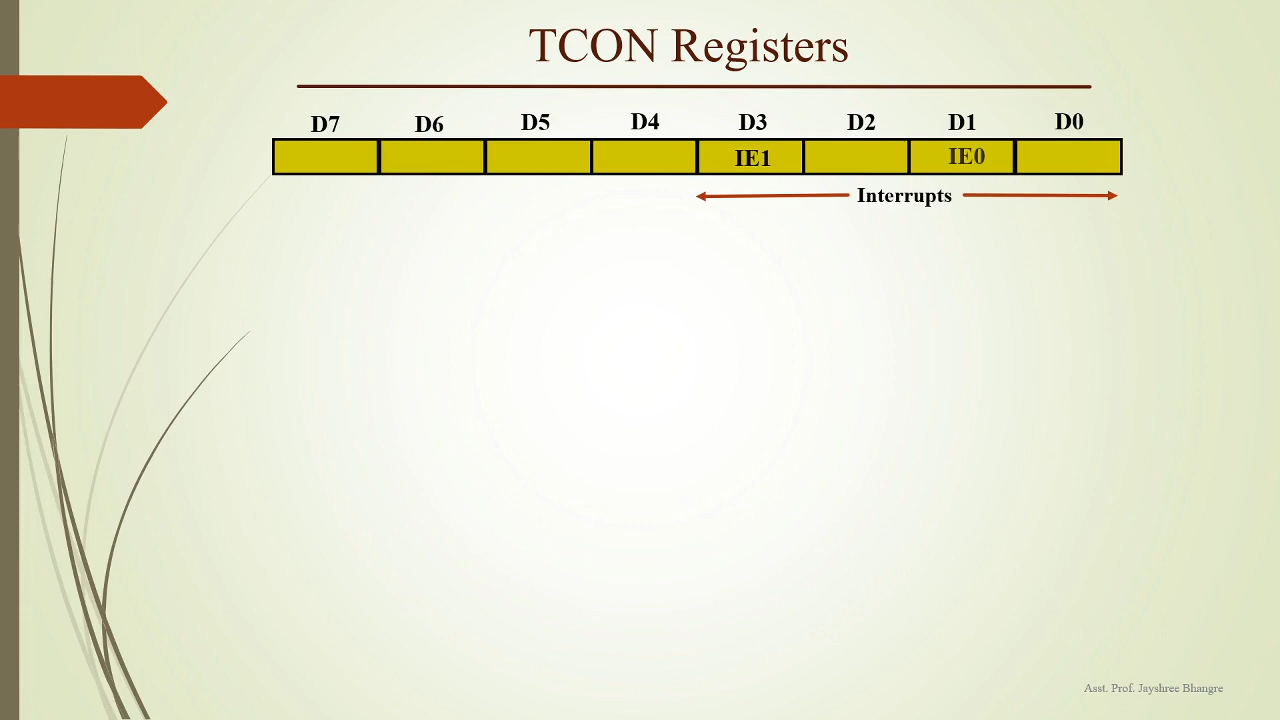 TCON Registers
D7 D6 D5 D4 D3 D2 D1 D0
IE1 IE0
Interrupts
Asst. Prof. Jayshree Bhangre